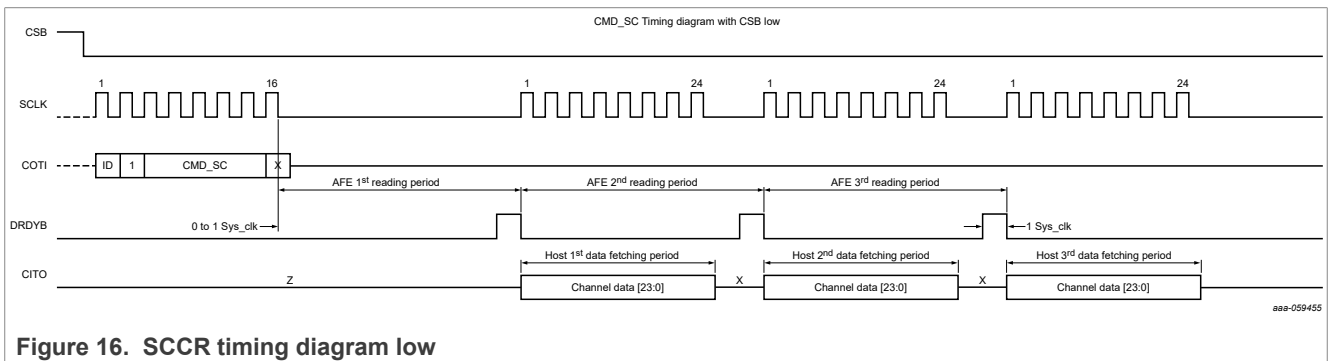 CMD_SC Timing diagram with CSB low
CSB
1 16 1 24 1 24 1 24
SCLK
COTI ID 1 CMD_SC X
AFE 1st reading period AFE 2nd reading period AFE 3rd reading period
DRDYB 0 to 1 Sys_clk 1 Sys_clk
Host 1st data fetching period Host 2nd data fetching period Host 3rd data fetching period
CITO Z Channel data [23:0] X Channel data [23:0] X Channel data [23:0]
aaa-059455
Figure 16. SCCR timing diagram low